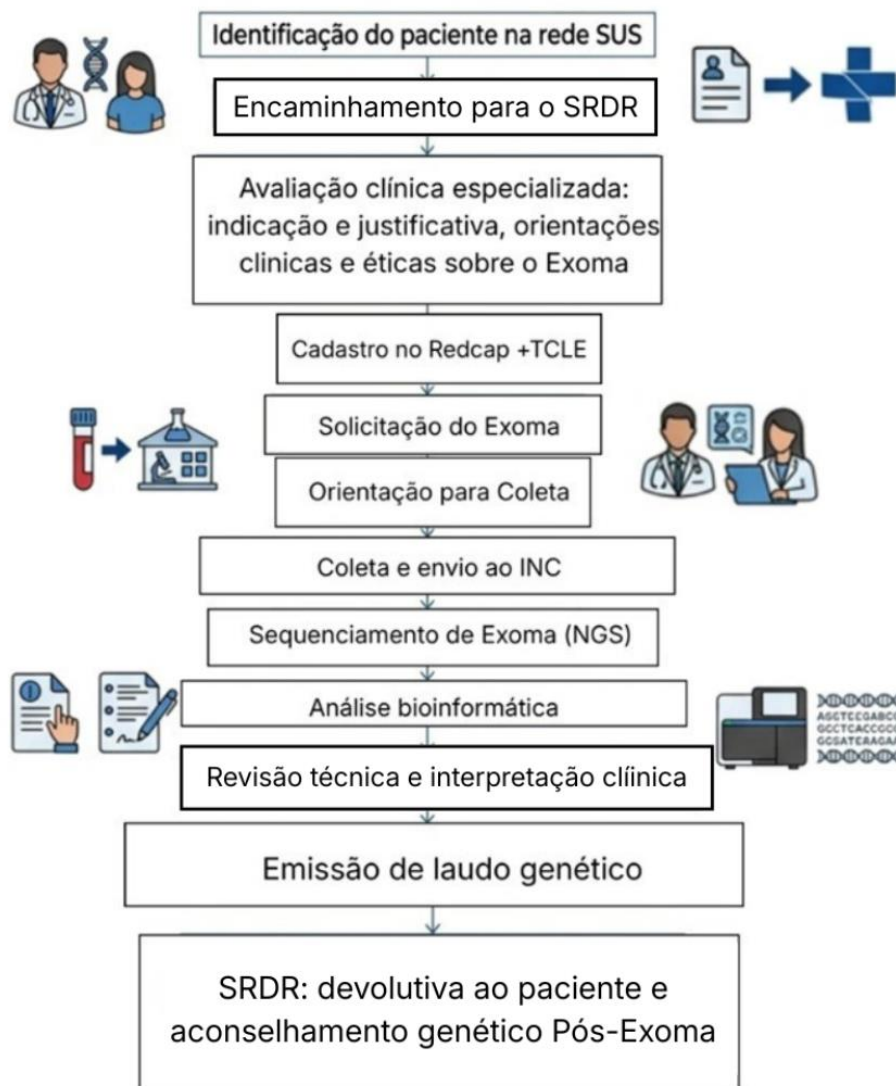 Identificação do paciente na rede SUS
Encaminhamento para o SRDR
Avaliação clínica especializada:
indicação e justificativa, orientações
clinicas e éticas sobre o Exoma
Cadastro no Redcap +TCLE
Solicitação do Exoma
Orientação para Coleta
Coleta e envio ao INC
Sequenciamento de Exoma (NGS)
Análise bioinformática
Revisão técnica e interpretação clíinica
Emissão de laudo genético
SRDR: devolutiva ao paciente e
aconselhamento genético Pós-Exoma